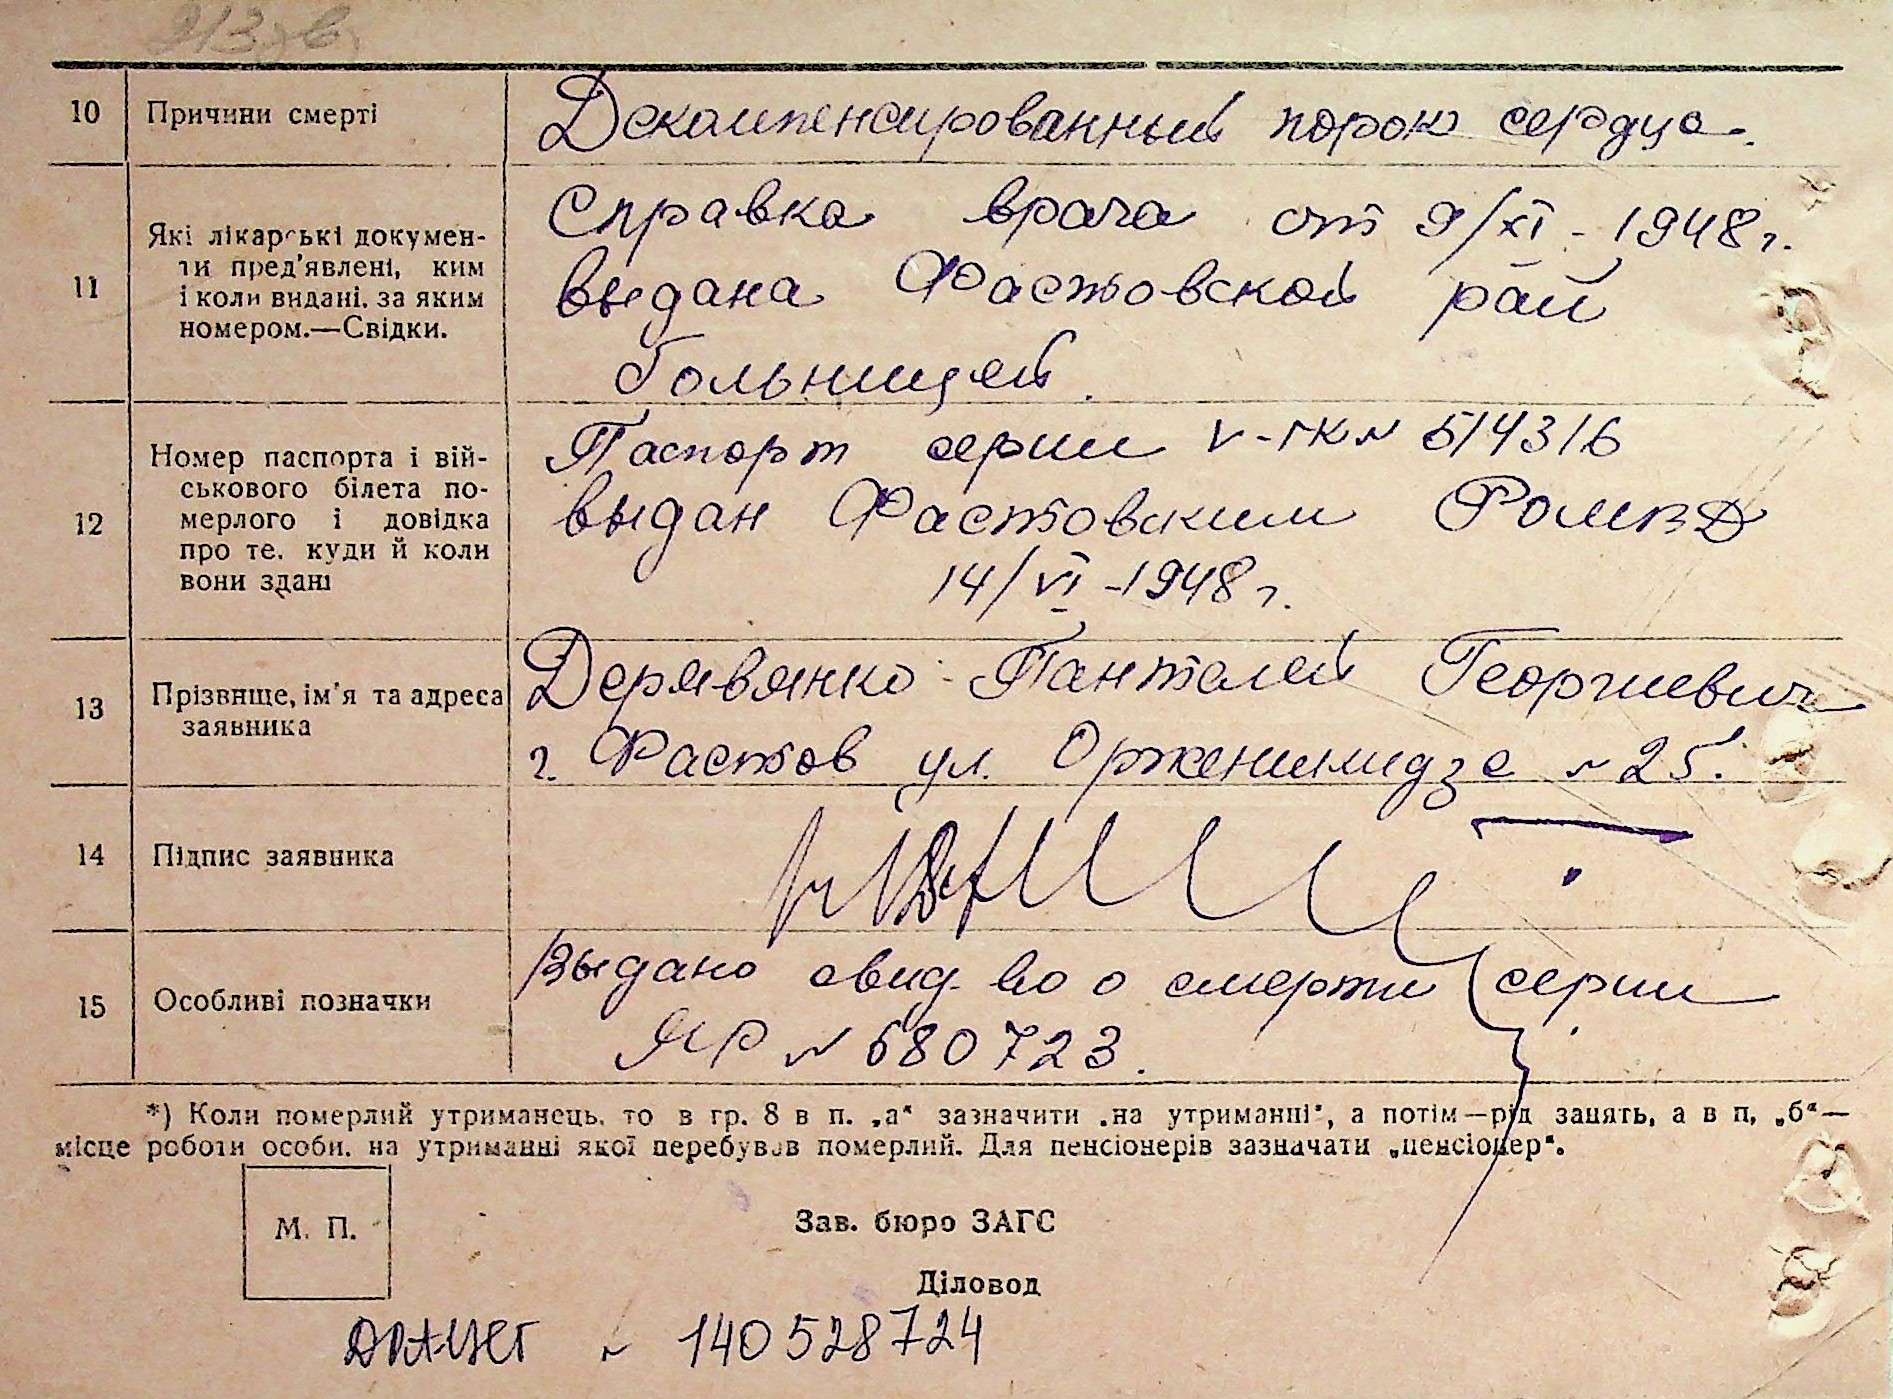 10 Причини смерті Декомпенсированный порок сердца.
11 Які лікарські докумен-
ти пред'явлені, ким
і коли видані, за яким
номером.—Свідки.
Справка врача от 9/XI - 1948 г.
выдана Фастовской рай
больницей.
12 Номер паспорта і вій-
ськового білета по-
мерлого і довідка
про те, куди й коли
вони здані
Паспорт серии V-ГК № 514316
выдан Фастовским РОМВД
14/VI -1948 г.
13 Прізвище, ім'я та адреса
заявника
Деревянко Панталей Георгиевич
г. Фастов ул. Орженикидзе № 25.
14 Підпис заявника
15 Особливі позначки
Выдано свид-во о смерти серии
ЯР № 680723.
*) Коли померлий утриманець, то в гр. 8 в п. „а“ зазначити „на утриманні“, а потім—рід занять, а в п. „б“—
місце роботи особи, на утриманні якої перебував померлий. Для пенсіонерів зазначати „пенсіонер“.
М. П.
Зав. бюро ЗАГС
Діловод
ДРАЦСГ № 140528724